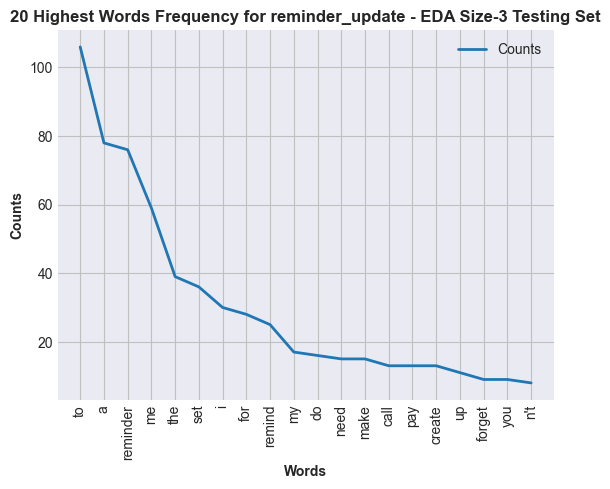 20 Highest Words Frequency for reminder_update - EDA Size-3 Testing Set
Counts
100
80
60
40
20
Counts
to
a
reminder
me
the
set
i
for
remind
my
do
need
make
call
pay
create
up
forget
you
n't
Words